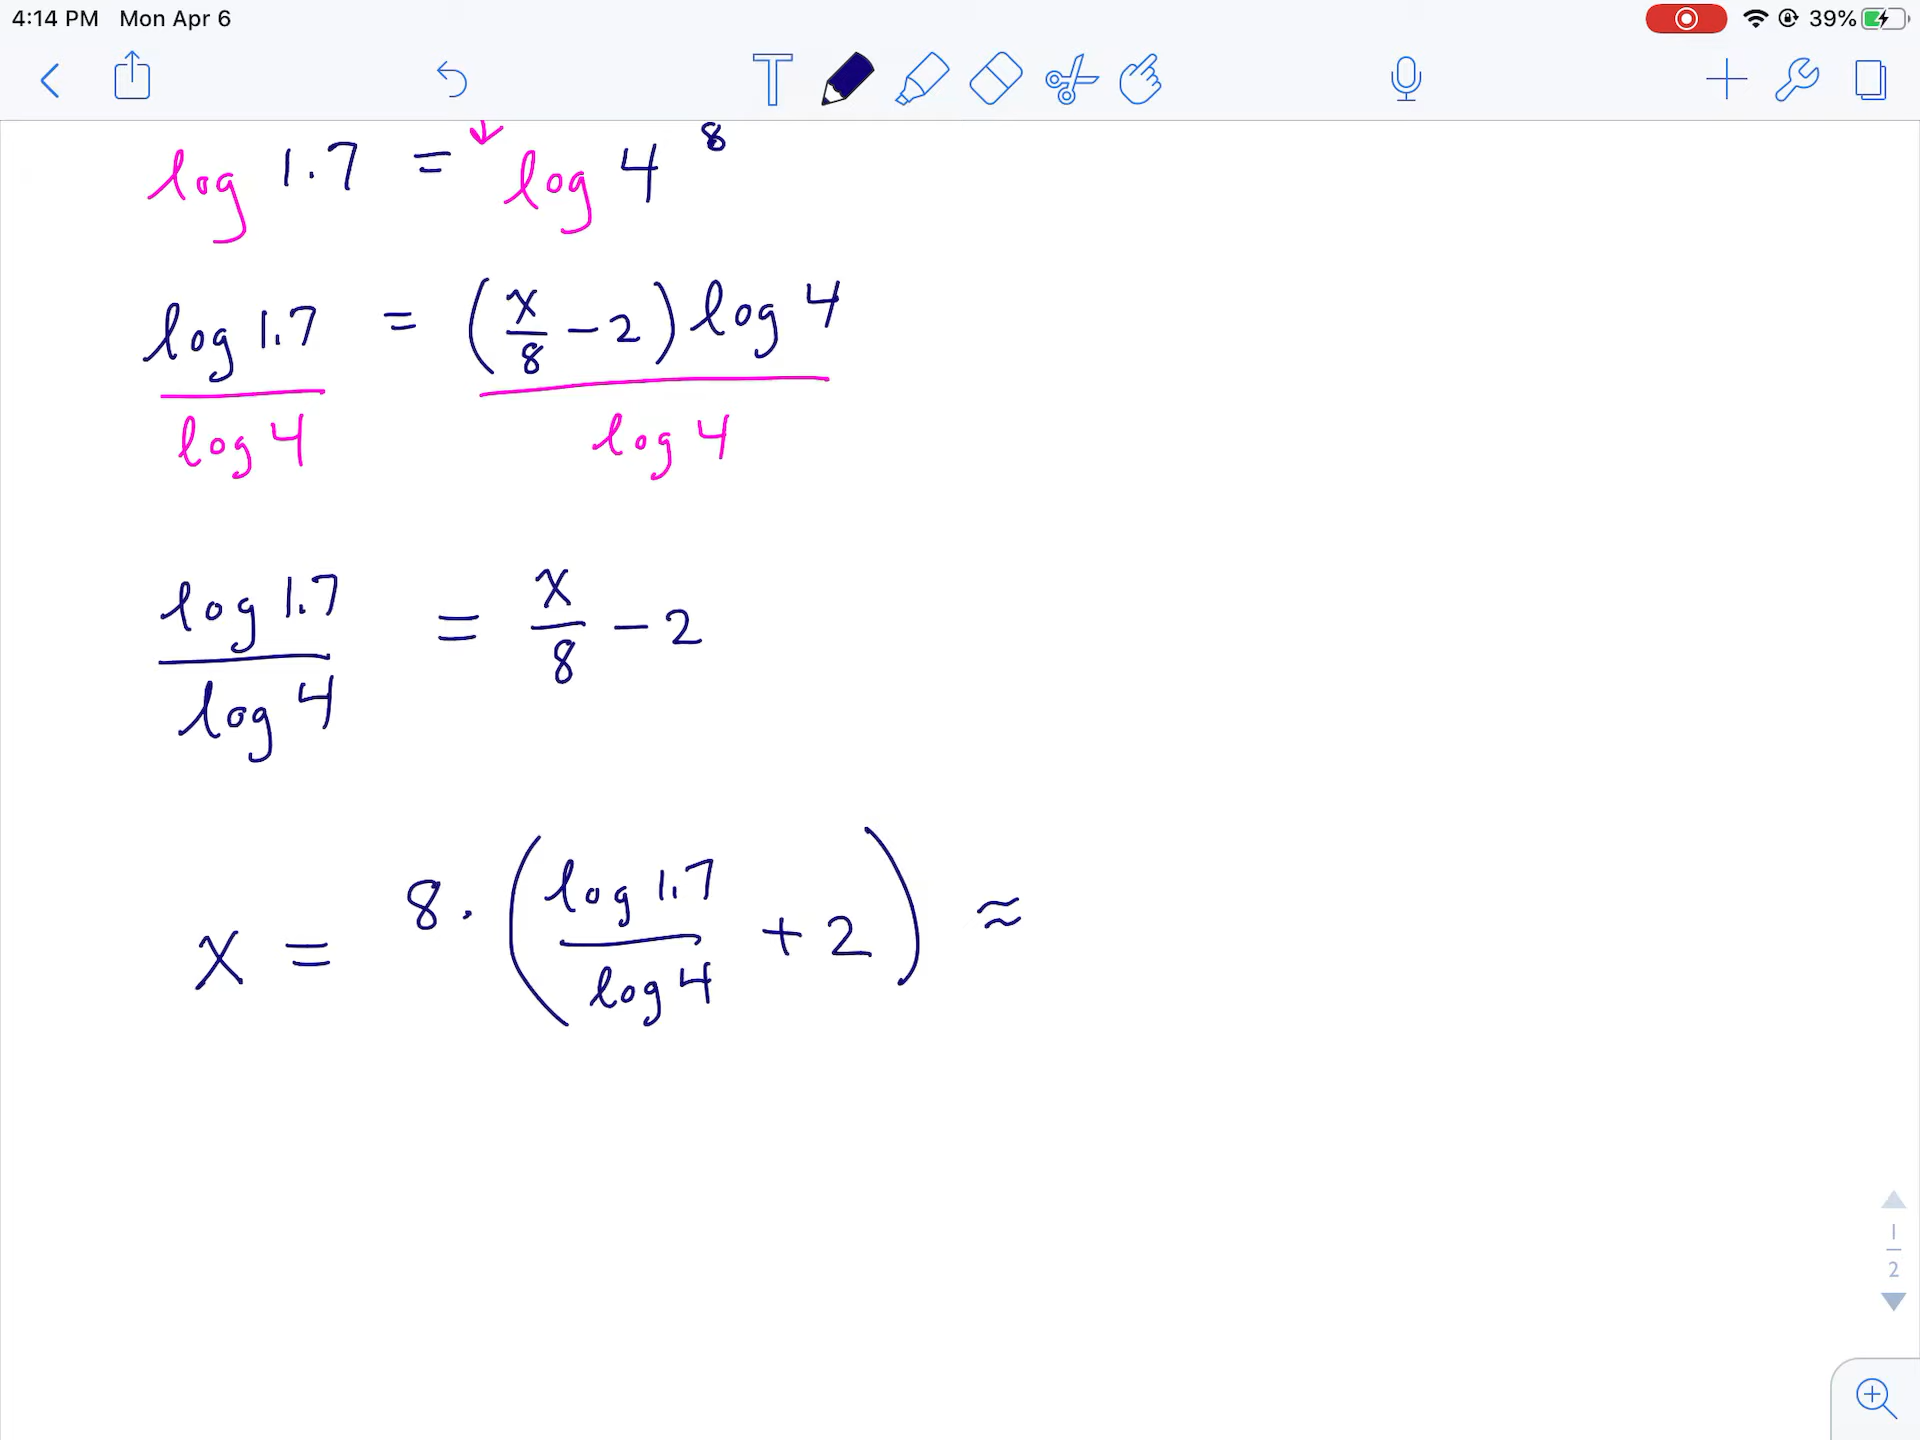 4:14 PM Mon Apr 6 39%
T
log 1.7 = log 4 8
log 1.7 = (x/8 - 2) log 4
log 4 log 4
log 1.7 / log 4 = x/8 - 2
x = 8 · (log 1.7 / log 4 + 2) ≈
1
2